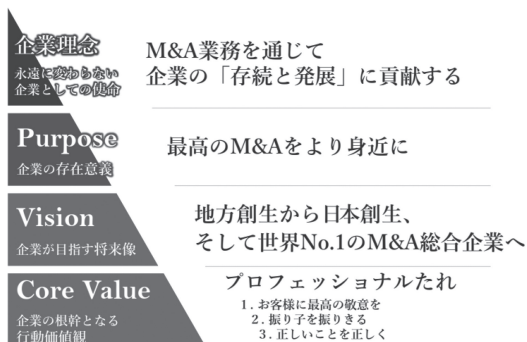 企業理念
永遠に変わらない
企業としての使命
M&A業務を通じて
企業の「存続と発展」に貢献する
Purpose
企業の存在意義
最高のM&Aをより身近に
Vision
企業が目指す将来像
地方創生から日本創生、
そして世界No.1のM&A総合企業へ
Core Value
企業の根幹となる
行動価値観
プロフェッショナルたれ
1. お客様に最高の敬意を
2. 振り子を振りきる
3. 正しいことを正しく